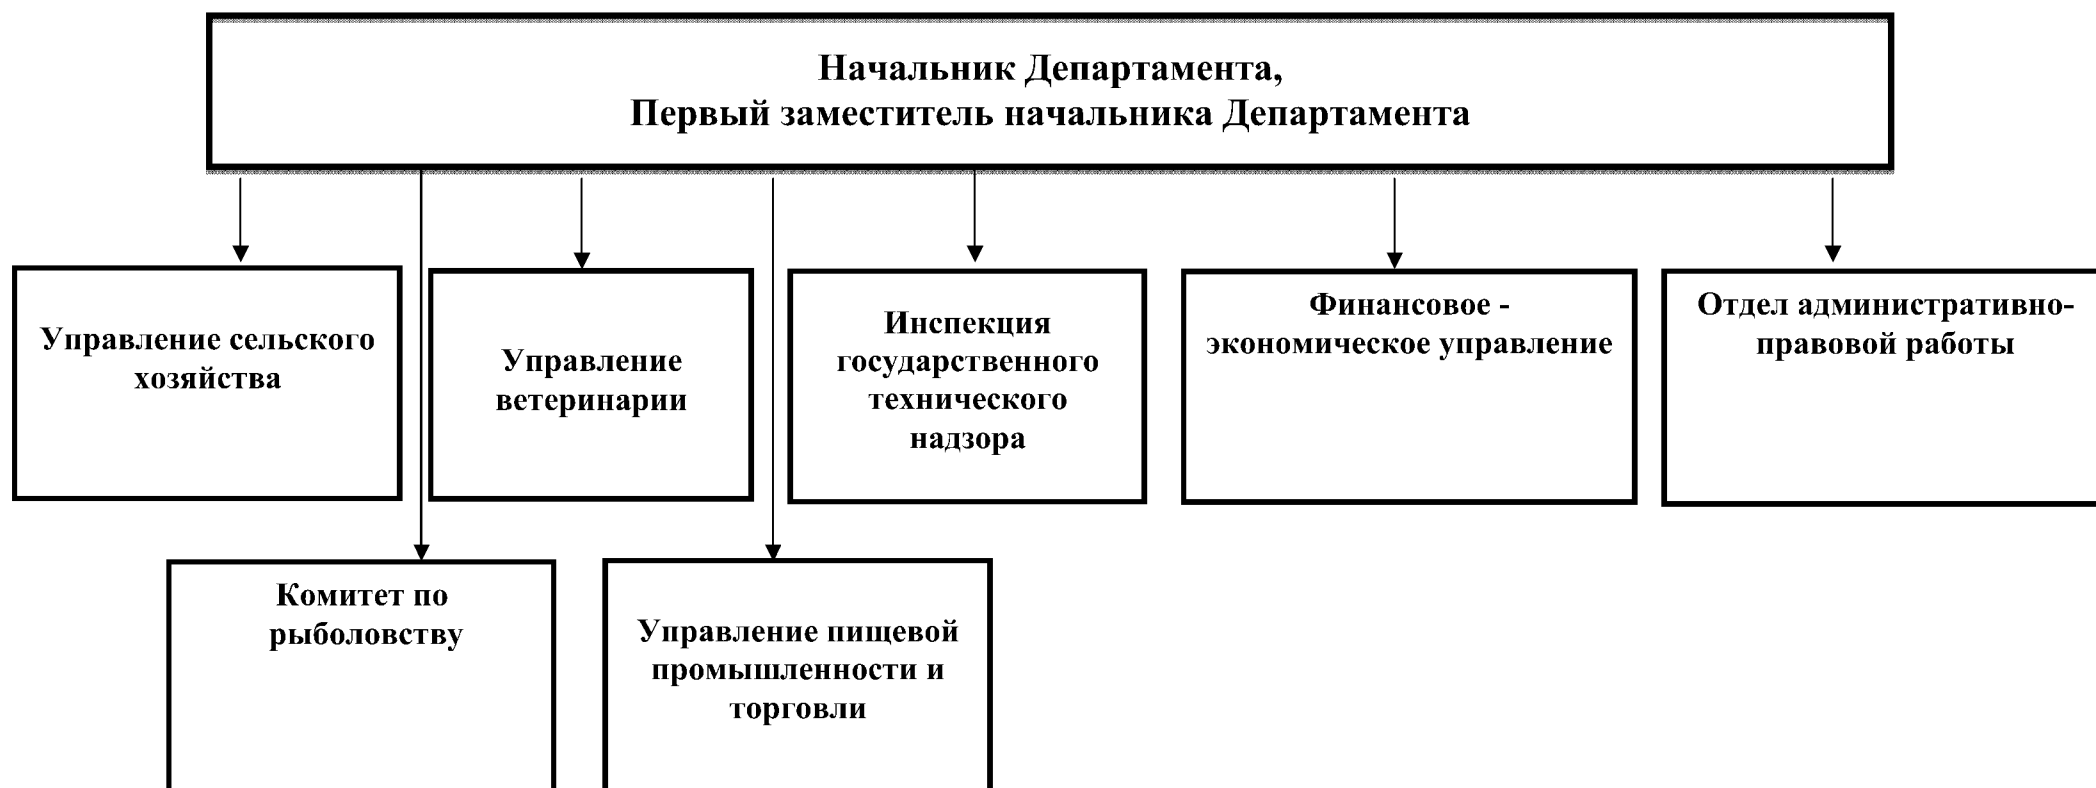 Начальник Департамента,
Первый заместитель начальника Департамента
Управление сельского
хозяйства
Управление
ветеринарии
Инспекция
государственного
технического
надзора
Финансовое -
экономическое управление
Отдел административно-
правовой работы
Комитет по
рыболовству
Управление пищевой
промышленности и
торговли